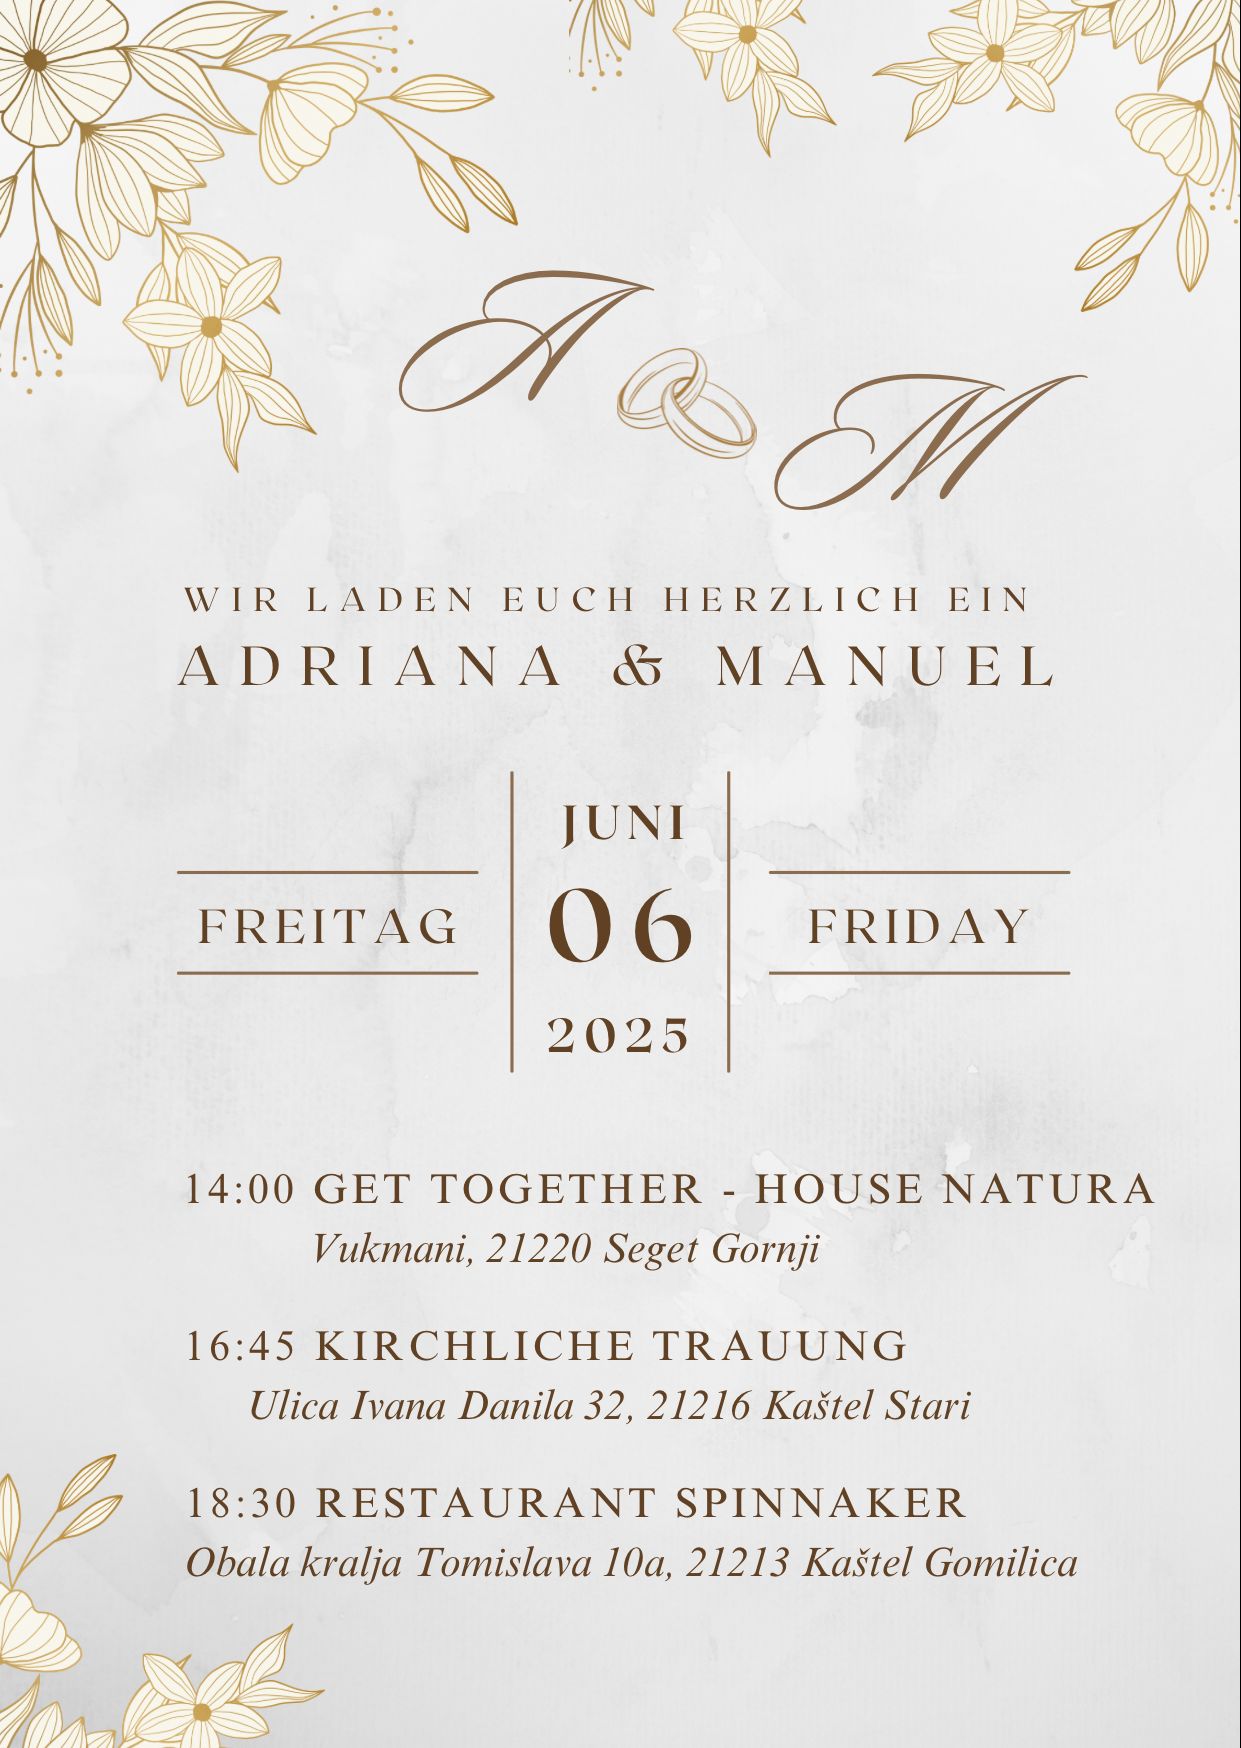 A
M
WIR LADEN EUCH HERZLICH EIN
ADRIANA & MANUEL
JUNI
FREITAG 06 FRIDAY
2025
14:00 GET TOGETHER - HOUSE NATURA
Vukmani, 21220 Seget Gornji
16:45 KIRCHLICHE TRAUUNG
Ulica Ivana Danila 32, 21216 Kaštel Stari
18:30 RESTAURANT SPINNAKER
Obala kralja Tomislava 10a, 21213 Kaštel Gomilica